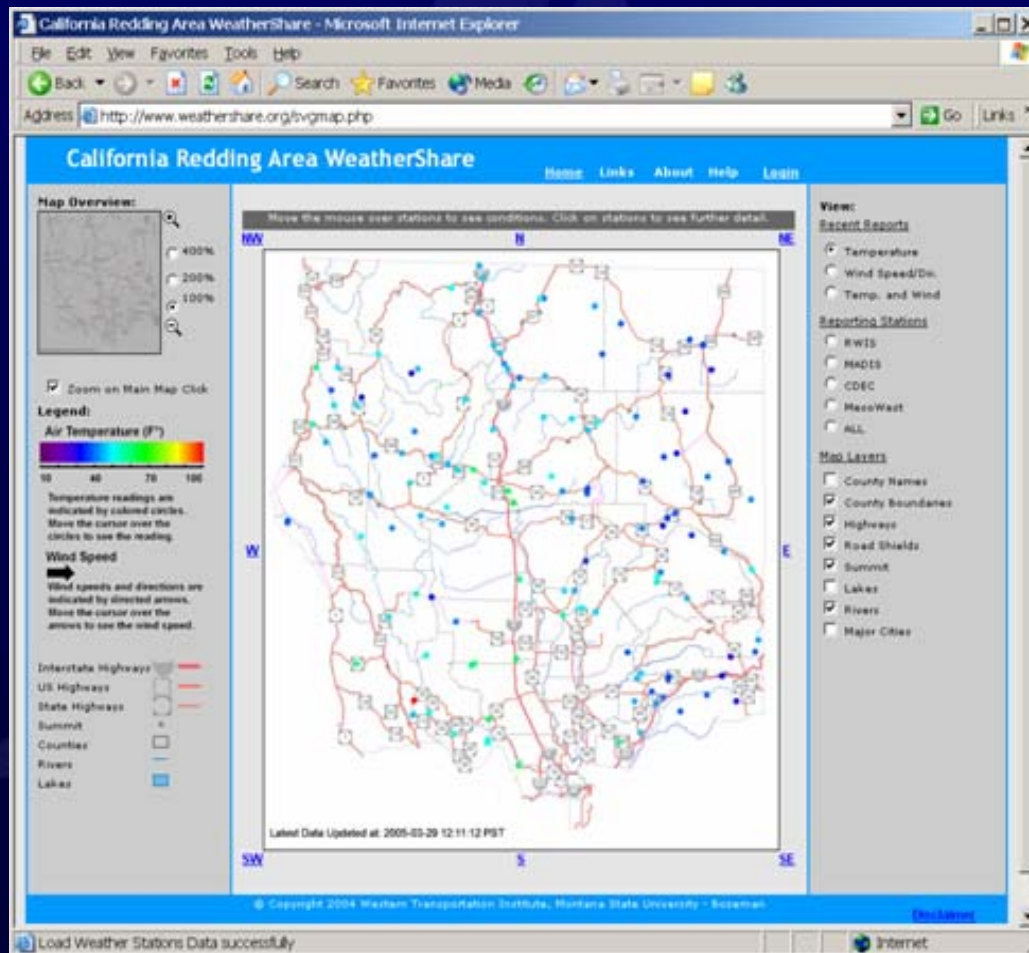 California Redding Area WeatherShare - Microsoft Internet Explorer
File Edit View Favorites Tools Help
Back Search Favorites Media
Address http://www.weathershare.org/svgmap.php Go Links
California Redding Area WeatherShare
Home Links About Help Login
Map Overview:
400%
200%
100%
Zoom on Main Map Click
Legend:
Air Temperature (F°)
10 40 70 100
Temperature readings are
indicated by colored circles.
Move the cursor over the
circles to see the reading.
Wind Speed
Wind speeds and directions are
indicated by directed arrows.
Move the cursor over the
arrows to see the wind speed.
Interstate Highways
US Highways
State Highways
Summit
Counties
Rivers
Lakes
Move the mouse over stations to see conditions. Click on stations to see further detail.
NW N NE
W E
Latest Data Updated at: 2005-03-29 12:11:12 PST
SW S SE
View:
Recent Reports
Temperature
Wind Speed/Dir.
Temp. and Wind
Reporting Stations
RWIS
MADIS
CDEC
MesoWest
ALL
Map Layers
County Names
County Boundaries
Highways
Road Shields
Summit
Lakes
Rivers
Major Cities
© Copyright 2004 Western Transportation Institute, Montana State University - Bozeman
Disclaimer
Load Weather Stations Data successfully Internet